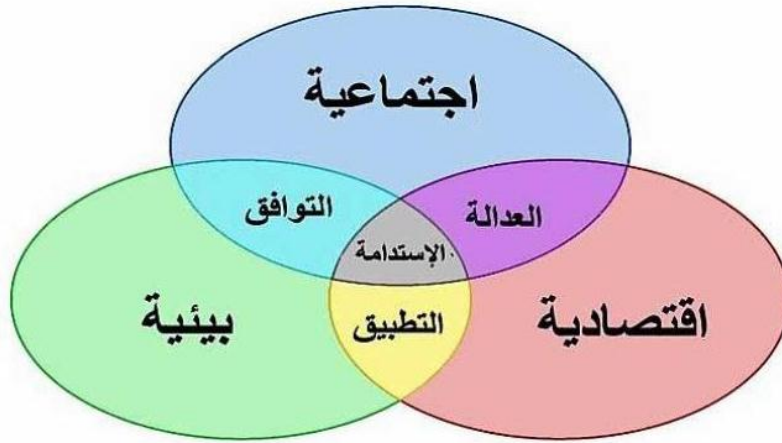 اجتماعية
العدالة
التوافق
الإستدامة
اقتصادية
التطبيق
بيئية